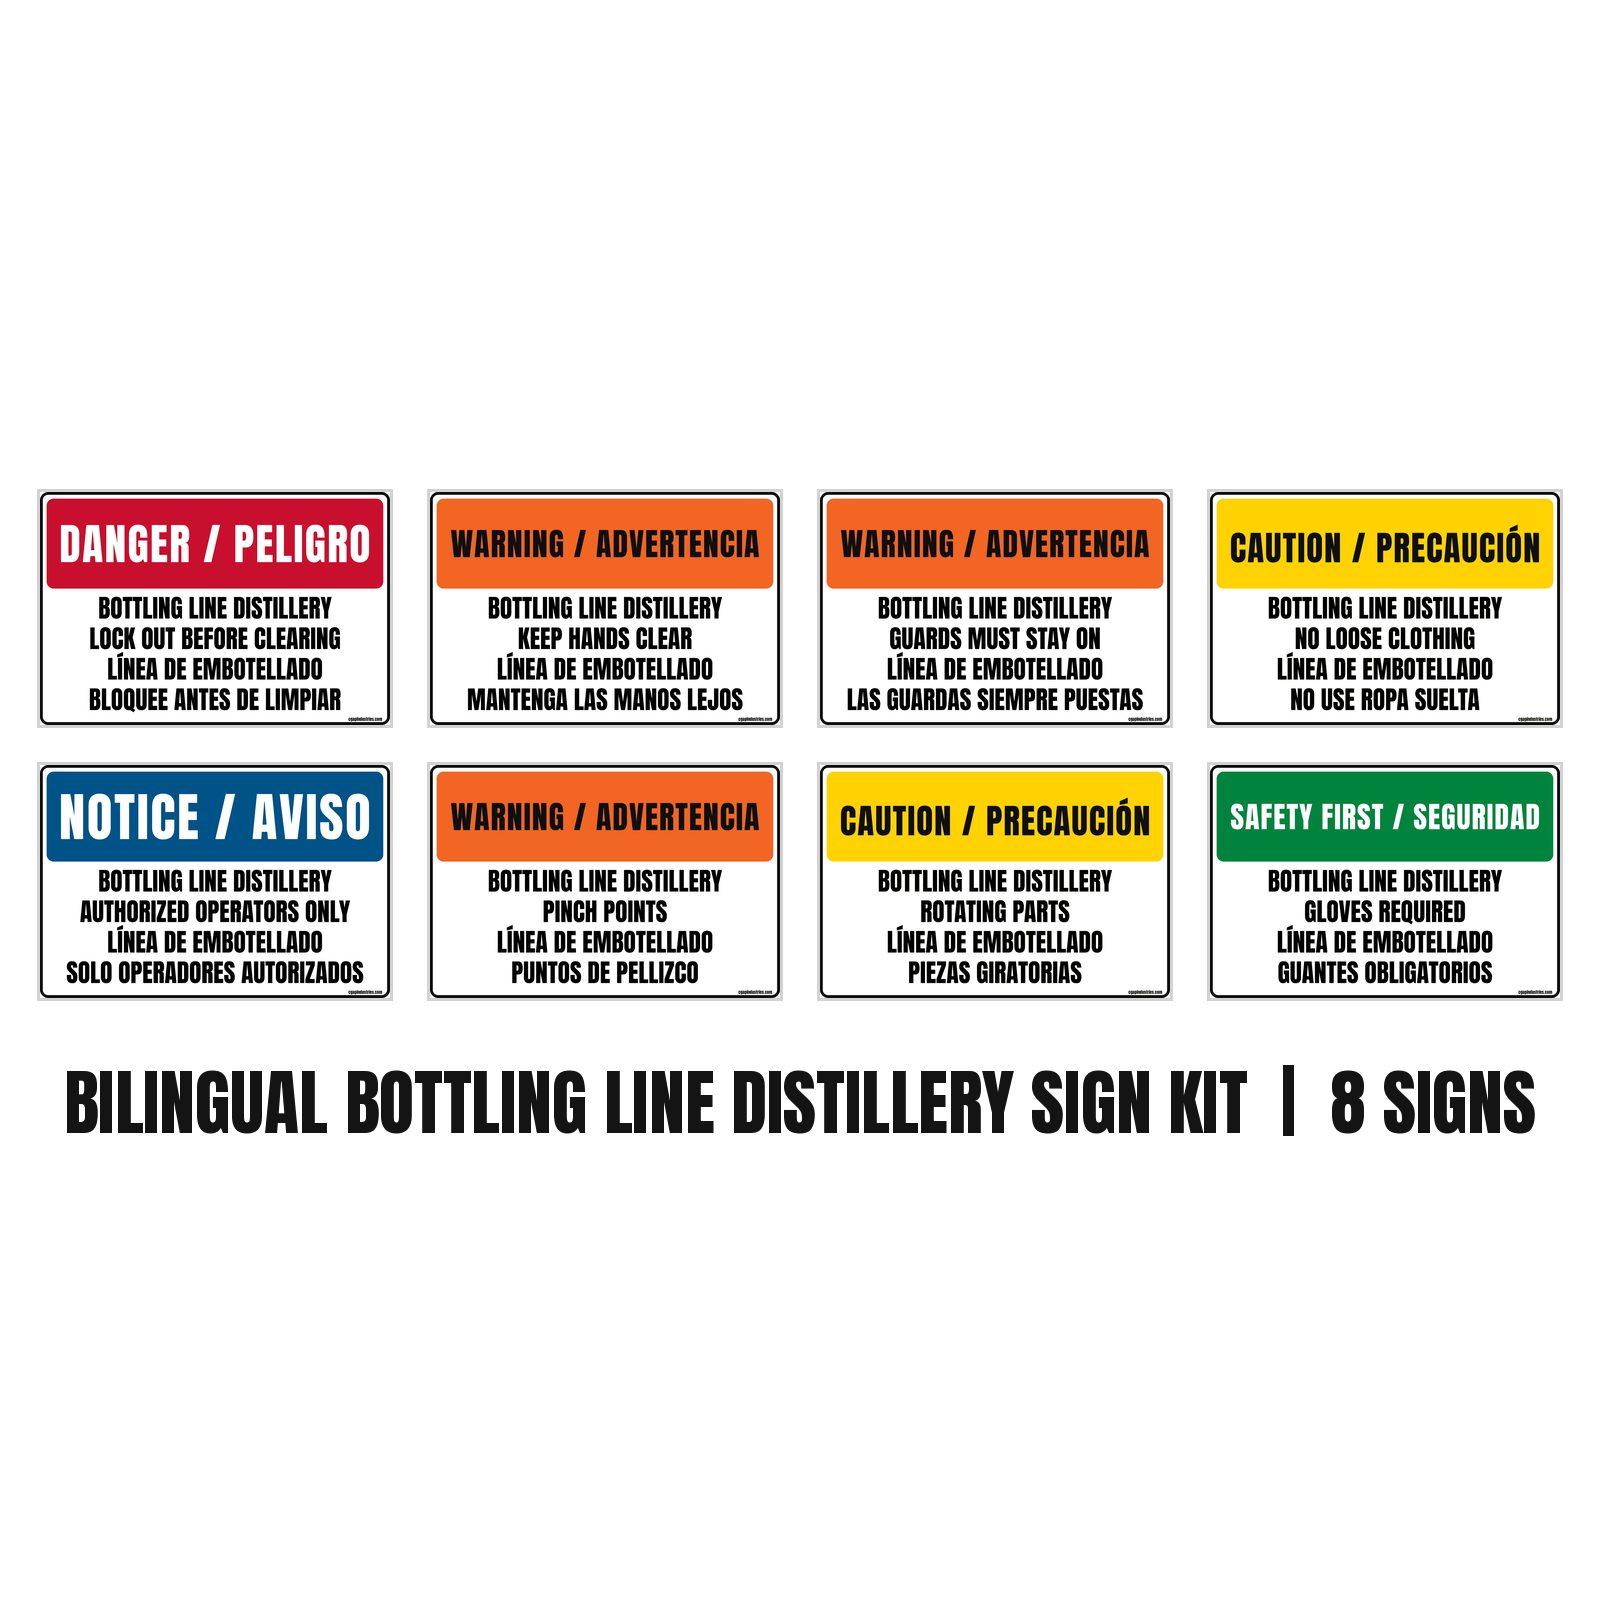 DANGER / PELIGRO
BOTTLING LINE DISTILLERY
LOCK OUT BEFORE CLEARING
LÍNEA DE EMBOTELLADO
BLOQUEE ANTES DE LIMPIAR
WARNING / ADVERTENCIA
BOTTLING LINE DISTILLERY
KEEP HANDS CLEAR
LÍNEA DE EMBOTELLADO
MANTENGA LAS MANOS LEJOS
WARNING / ADVERTENCIA
BOTTLING LINE DISTILLERY
GUARDS MUST STAY ON
LÍNEA DE EMBOTELLADO
LAS GUARDAS SIEMPRE PUESTAS
CAUTION / PRECAUCIÓN
BOTTLING LINE DISTILLERY
NO LOOSE CLOTHING
LÍNEA DE EMBOTELLADO
NO USE ROPA SUELTA
NOTICE / AVISO
BOTTLING LINE DISTILLERY
AUTHORIZED OPERATORS ONLY
LÍNEA DE EMBOTELLADO
SOLO OPERADORES AUTORIZADOS
WARNING / ADVERTENCIA
BOTTLING LINE DISTILLERY
PINCH POINTS
LÍNEA DE EMBOTELLADO
PUNTOS DE PELLIZCO
CAUTION / PRECAUCIÓN
BOTTLING LINE DISTILLERY
ROTATING PARTS
LÍNEA DE EMBOTELLADO
PIEZAS GIRATORIAS
SAFETY FIRST / SEGURIDAD
BOTTLING LINE DISTILLERY
GLOVES REQUIRED
LÍNEA DE EMBOTELLADO
GUANTES OBLIGATORIOS
BILINGUAL BOTTLING LINE DISTILLERY SIGN KIT | 8 SIGNS